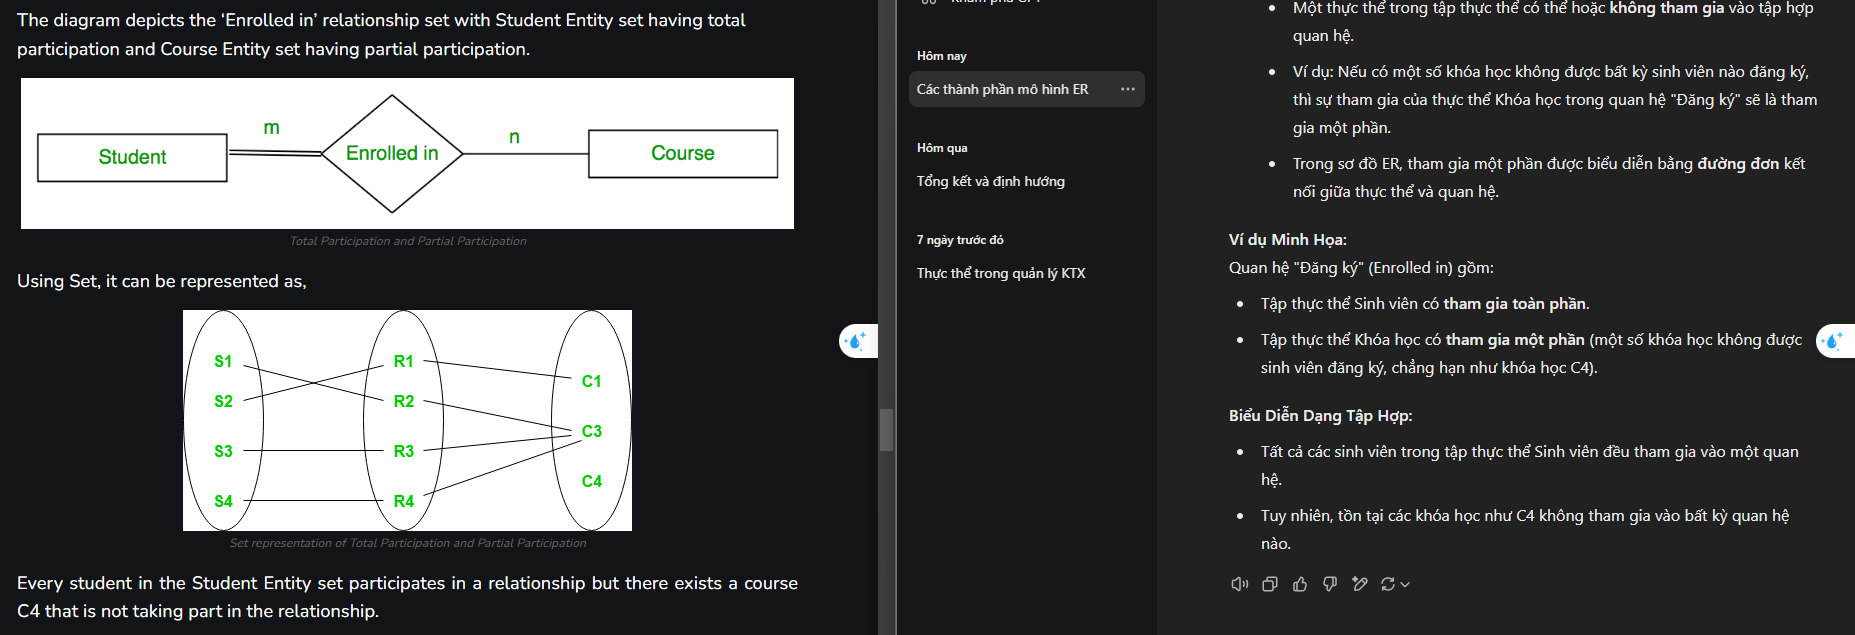 The diagram depicts the ‘Enrolled in’ relationship set with Student Entity set having total
participation and Course Entity set having partial participation.
m
n
Student
Enrolled in
Course
Total Participation and Partial Participation
Using Set, it can be represented as,
S1
R1
C1
S2
R2
C3
S3
R3
C4
S4
R4
Set representation of Total Participation and Partial Participation
Every student in the Student Entity set participates in a relationship but there exists a course
C4 that is not taking part in the relationship.
Hôm nay
Các thành phần mô hình ER
Hôm qua
Tổng kết và định hướng
7 ngày trước đó
Thực thể trong quản lý KTX
Một thực thể trong tập thực thể có thể hoặc không tham gia vào tập hợp
quan hệ.
Ví dụ: Nếu có một số khóa học không được bất kỳ sinh viên nào đăng ký,
thì sự tham gia của thực thể Khóa học trong quan hệ "Đăng ký" sẽ là tham
gia một phần.
Trong sơ đồ ER, tham gia một phần được biểu diễn bằng đường đơn kết
nối giữa thực thể và quan hệ.
Ví dụ Minh Họa:
Quan hệ "Đăng ký" (Enrolled in) gồm:
Tập thực thể Sinh viên có tham gia toàn phần.
Tập thực thể Khóa học có tham gia một phần (một số khóa học không được
sinh viên đăng ký, chẳng hạn như khóa học C4).
Biểu Diễn Dạng Tập Hợp:
Tất cả các sinh viên trong tập thực thể Sinh viên đều tham gia vào một quan
hệ.
Tuy nhiên, tồn tại các khóa học như C4 không tham gia vào bất kỳ quan hệ
nào.